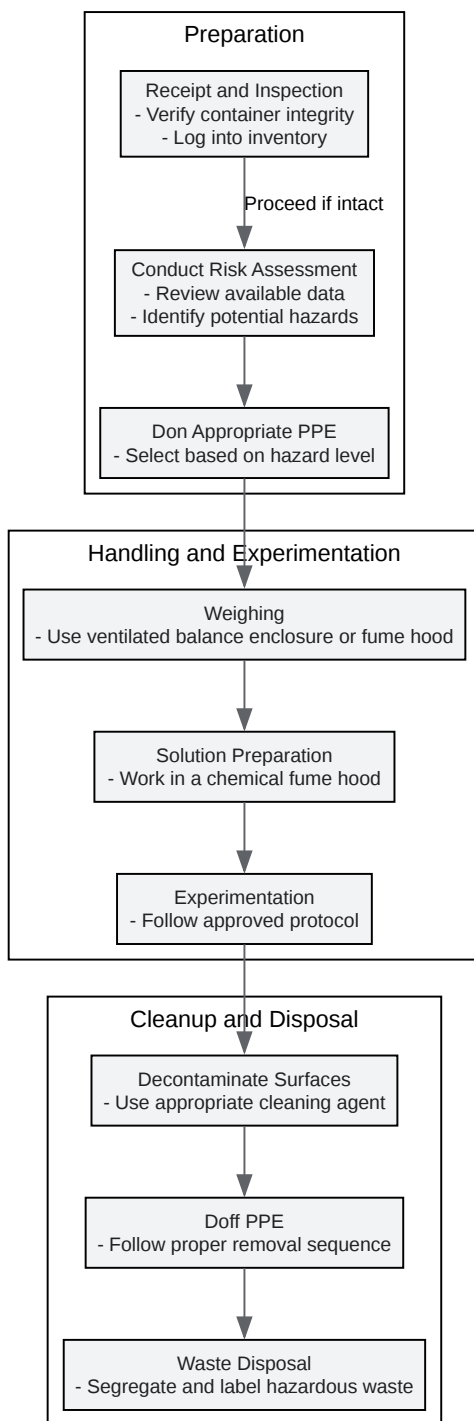 Preparation
Receipt and Inspection
- Verify container integrity
- Log into inventory
Proceed if intact
Conduct Risk Assessment
- Review available data
- Identify potential hazards
Don Appropriate PPE
- Select based on hazard level
Handling and Experimentation
Weighing
- Use ventilated balance enclosure or fume hood
Solution Preparation
- Work in a chemical fume hood
Experimentation
- Follow approved protocol
Cleanup and Disposal
Decontaminate Surfaces
- Use appropriate cleaning agent
Doff PPE
- Follow proper removal sequence
Waste Disposal
- Segregate and label hazardous waste